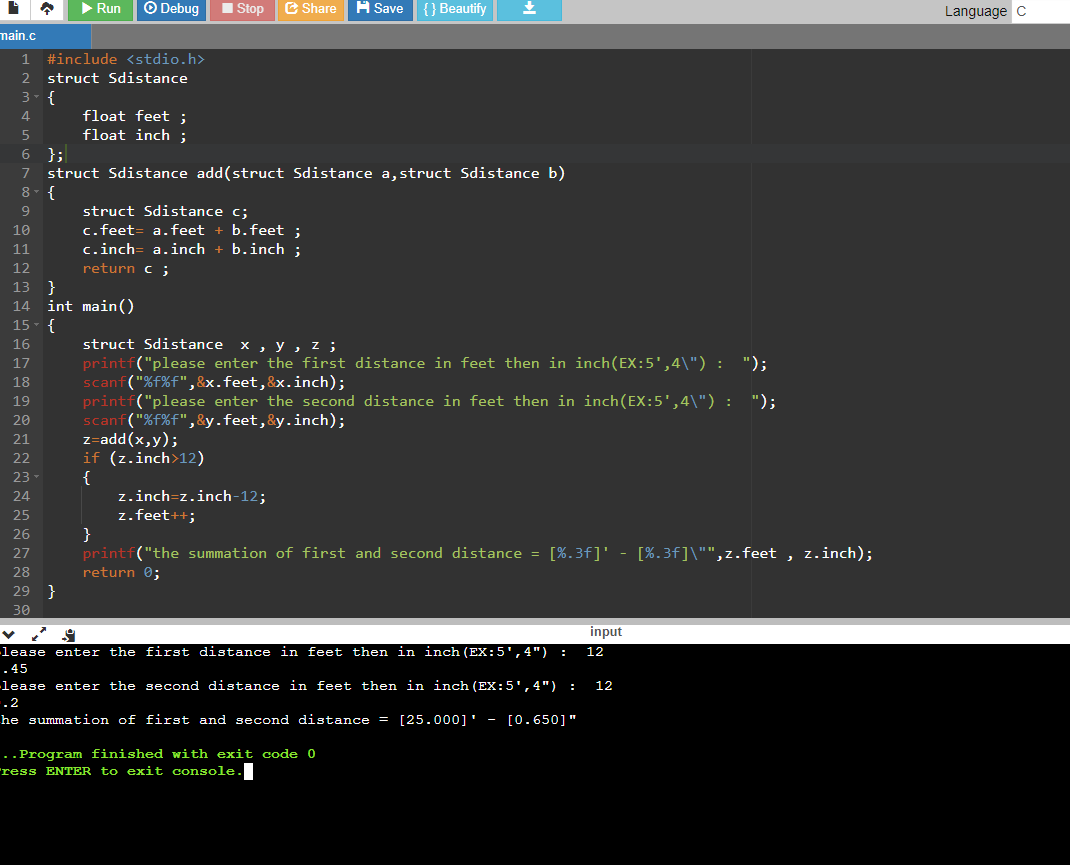 Run Debug Stop Share Save { } Beautify Language C
main.c
1 #include <stdio.h>
2 struct Sdistance
3 {
4 float feet ;
5 float inch ;
6 };
7 struct Sdistance add(struct Sdistance a,struct Sdistance b)
8 {
9 struct Sdistance c;
10 c.feet= a.feet + b.feet ;
11 c.inch= a.inch + b.inch ;
12 return c ;
13 }
14 int main()
15 {
16 struct Sdistance  x , y , z ;
17 printf("please enter the first distance in feet then in inch(EX:5',4\") :  ");
18 scanf("%f%f",&x.feet,&x.inch);
19 printf("please enter the second distance in feet then in inch(EX:5',4\") :  ");
20 scanf("%f%f",&y.feet,&y.inch);
21 z=add(x,y);
22 if (z.inch>12)
23 {
24 z.inch=z.inch-12;
25 z.feet++;
26 }
27 printf("the summation of first and second distance = [%.3f]' - [%.3f]\"",z.feet , z.inch);
28 return 0;
29 }
30
input
lease enter the first distance in feet then in inch(EX:5',4") :  12
.45
lease enter the second distance in feet then in inch(EX:5',4") :  12
.2
he summation of first and second distance = [25.000]' - [0.650]"
..Program finished with exit code 0
ress ENTER to exit console.